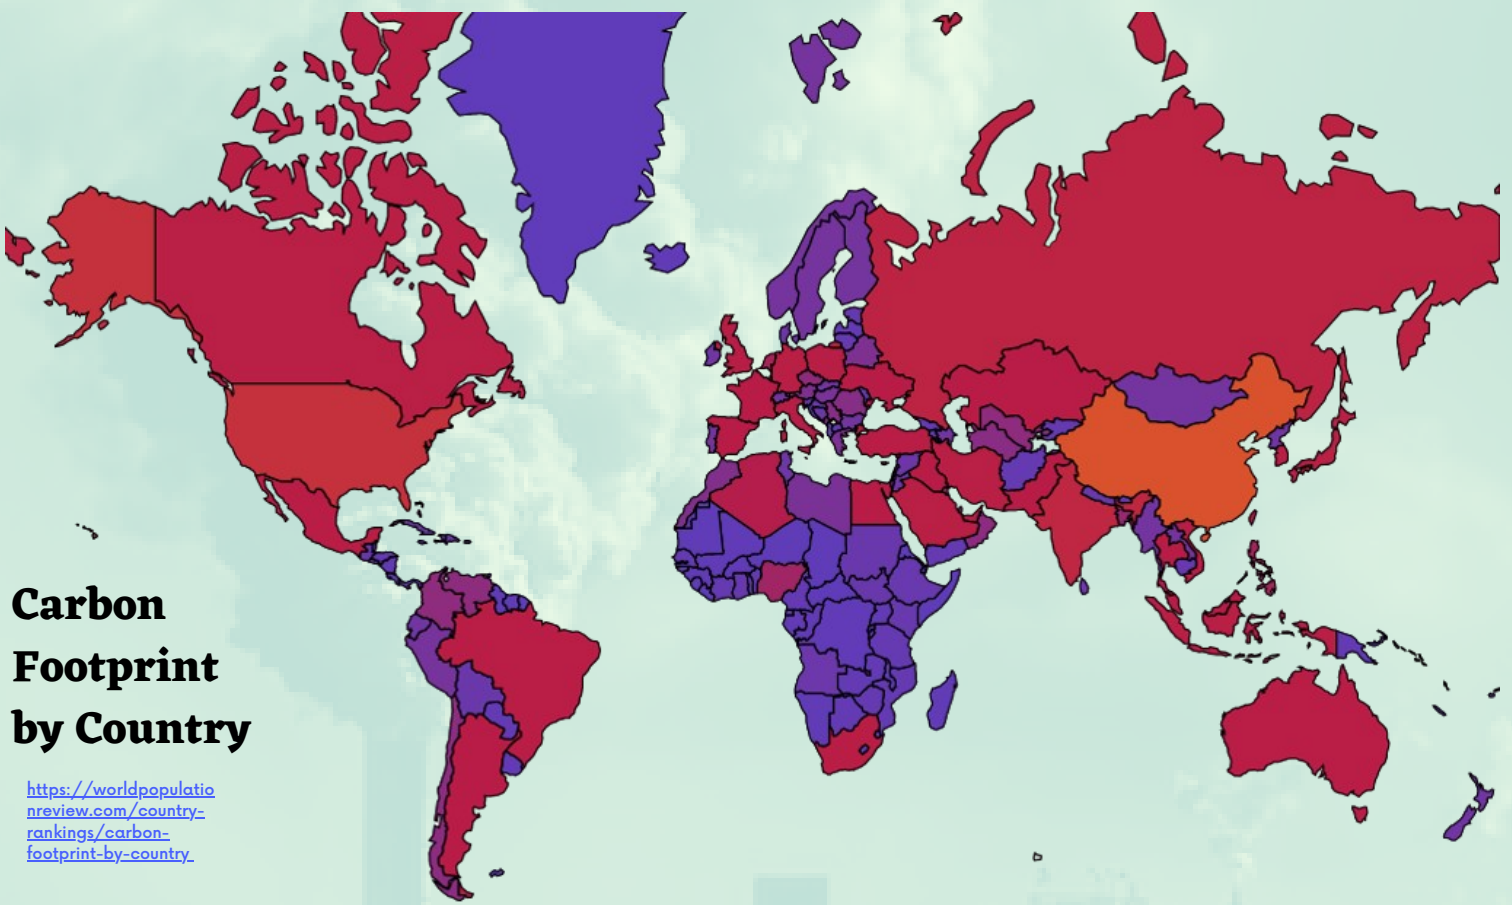 Carbon
Footprint
by Country
https://worldpopulatio
nreview.com/country-
rankings/carbon-
footprint-by-country